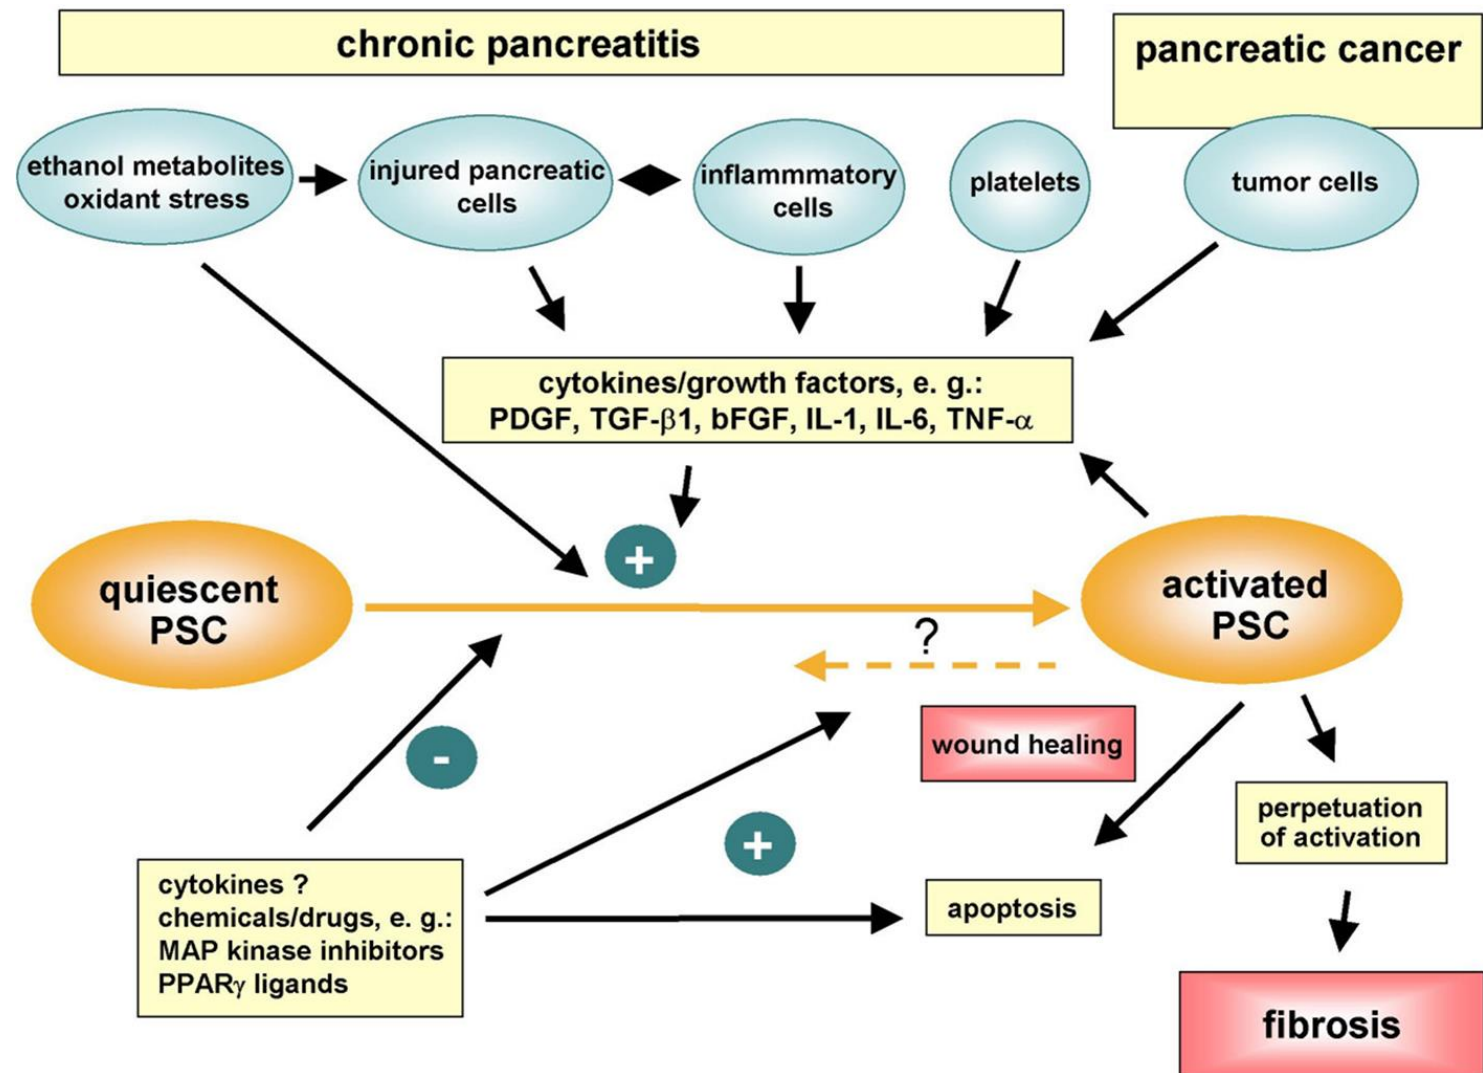 chronic pancreatitis
pancreatic cancer
ethanol metabolites
oxidant stress
injured pancreatic
cells
inflammmatory
cells
platelets
tumor cells
cytokines/growth factors, e. g.:
PDGF, TGF-β1, bFGF, IL-1, IL-6, TNF-α
+
quiescent
PSC
activated
PSC
?
-
wound healing
+
perpetuation
of activation
cytokines ?
chemicals/drugs, e. g.:
MAP kinase inhibitors
PPARγ ligands
apoptosis
fibrosis